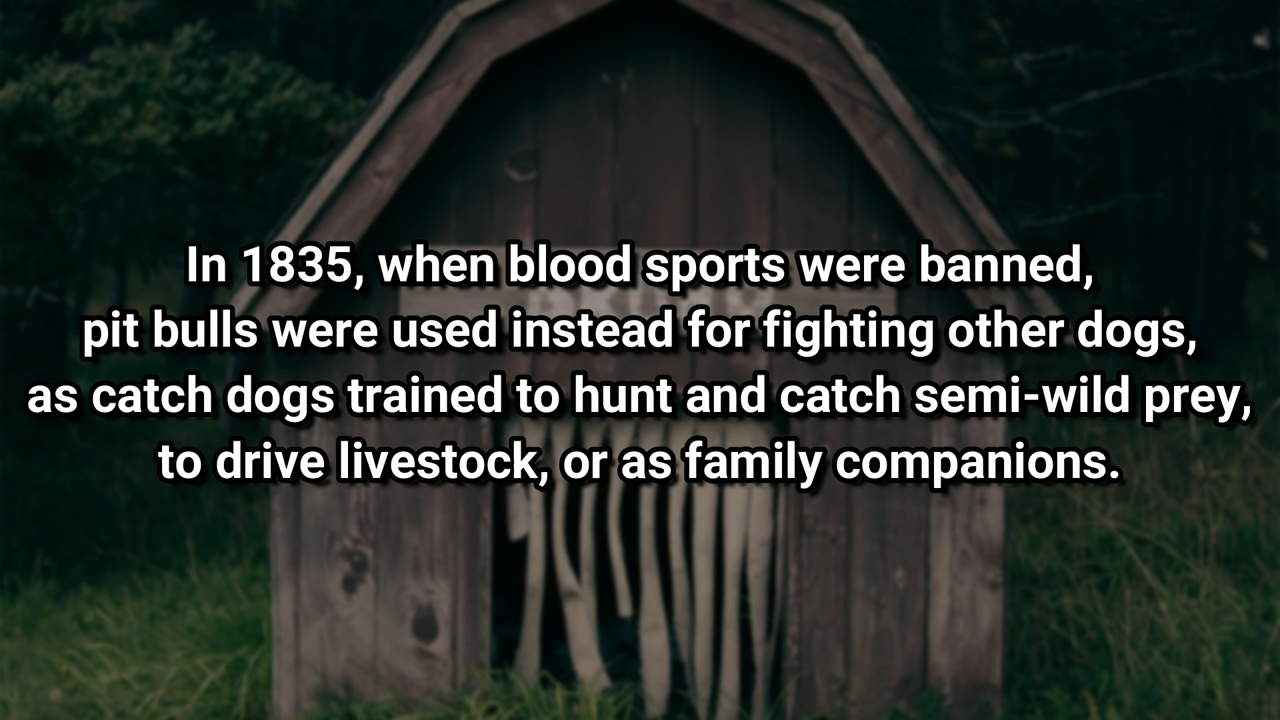 In 1835, when blood sports were banned,
pit bulls were used instead for fighting other dogs,
as catch dogs trained to hunt and catch semi-wild prey,
to drive livestock, or as family companions.